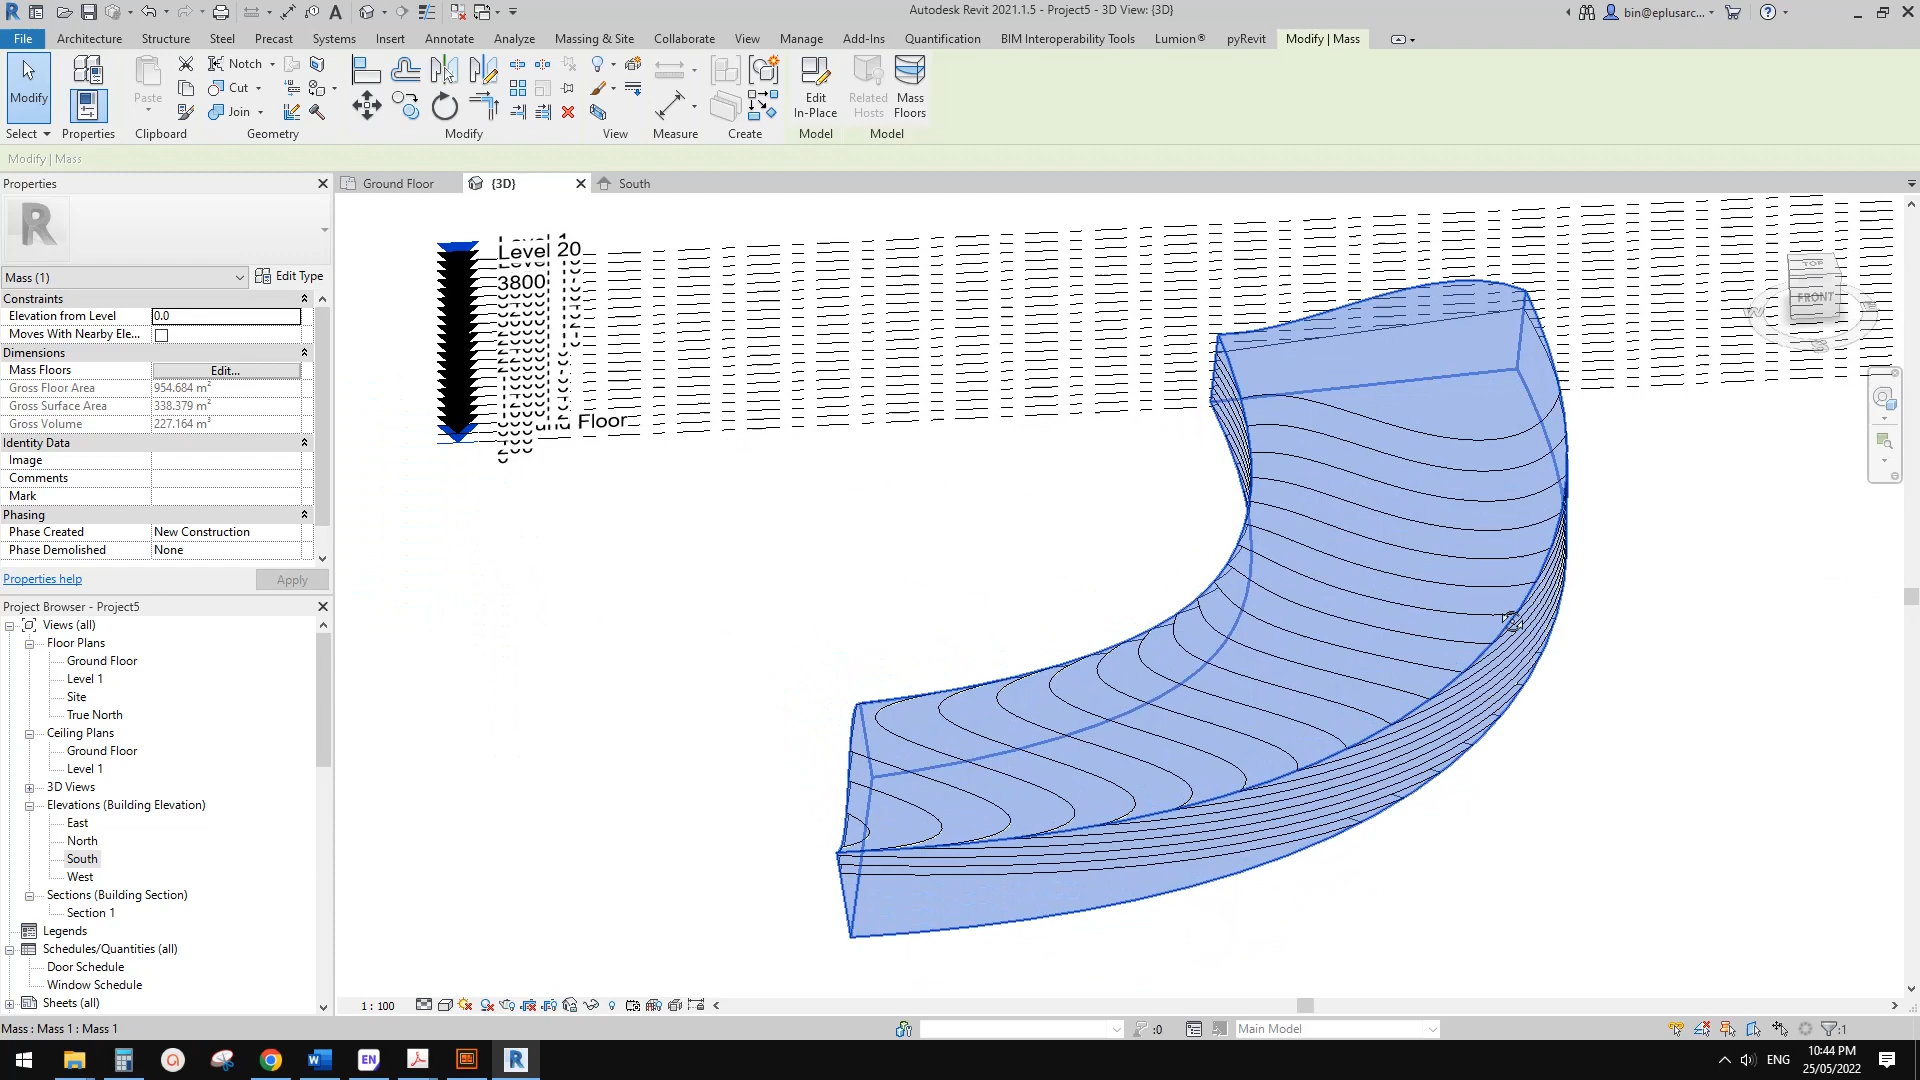 Autodesk Revit 2021.1.5 - Project5 - 3D View: {3D}
bin@eplusarc...
File Architecture Structure Steel Precast Systems Insert Annotate Analyze Massing & Site Collaborate View Manage Add-Ins Quantification BIM Interoperability Tools Lumion® pyRevit Modify | Mass
Modify
Paste
Notch
Cut
Join
Edit
In-Place
Related
Hosts
Mass
Floors
Select Properties Clipboard Geometry Modify View Measure Create Model Model
Modify | Mass
Properties
Ground Floor {3D} South
Mass (1) Edit Type
Constraints
Elevation from Level 0.0
Moves With Nearby Ele...
Dimensions
Mass Floors Edit...
Gross Floor Area 954.684 m²
Gross Surface Area 338.379 m²
Gross Volume 227.164 m³
Identity Data
Image
Comments
Mark
Phasing
Phase Created New Construction
Phase Demolished None
Properties help Apply
Project Browser - Project5
Views (all)
Floor Plans
Ground Floor
Level 1
Site
True North
Ceiling Plans
Ground Floor
Level 1
3D Views
Elevations (Building Elevation)
East
North
South
West
Sections (Building Section)
Section 1
Legends
Schedules/Quantities (all)
Door Schedule
Window Schedule
Sheets (all)
Level 20
3800
Floor
TOP
FRONT
W
S
1 : 100
Mass : Mass 1 : Mass 1
:0
Main Model
:1
EN
ENG
10:44 PM
25/05/2022